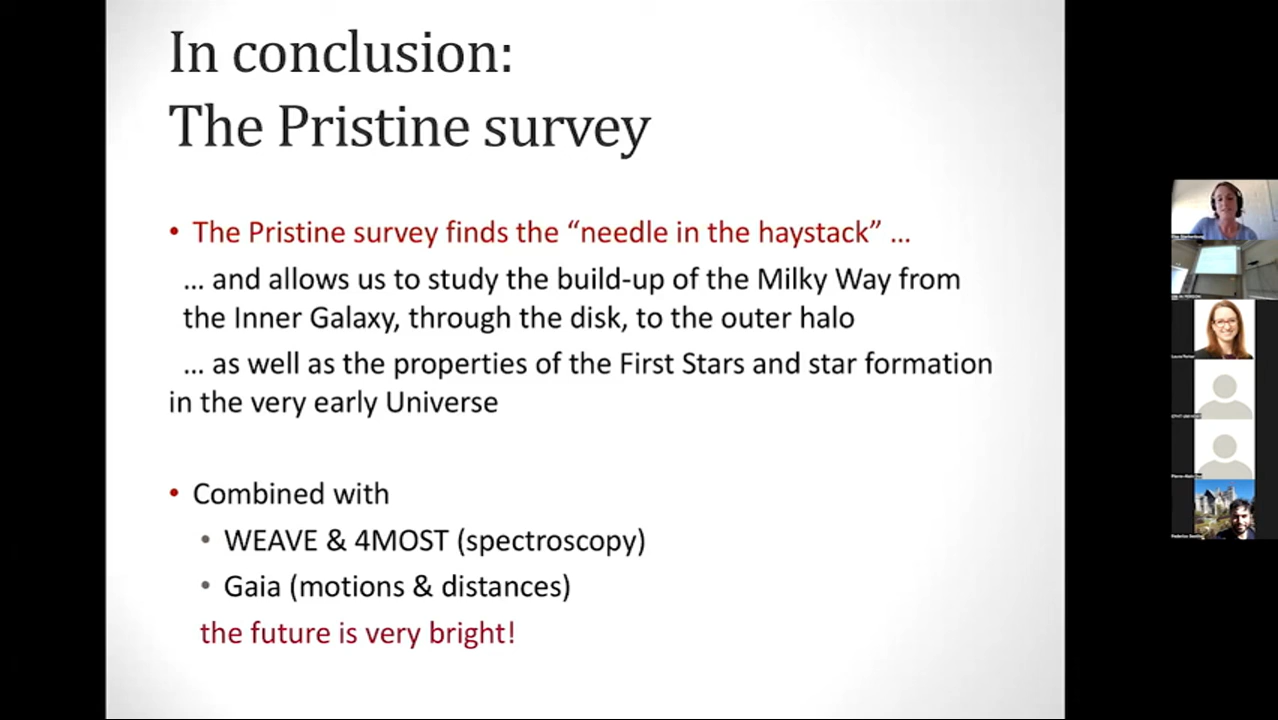 In conclusion:
The Pristine survey
• The Pristine survey finds the “needle in the haystack” ...
... and allows us to study the build-up of the Milky Way from
the Inner Galaxy, through the disk, to the outer halo
... as well as the properties of the First Stars and star formation
in the very early Universe
• Combined with
• WEAVE & 4MOST (spectroscopy)
• Gaia (motions & distances)
the future is very bright!